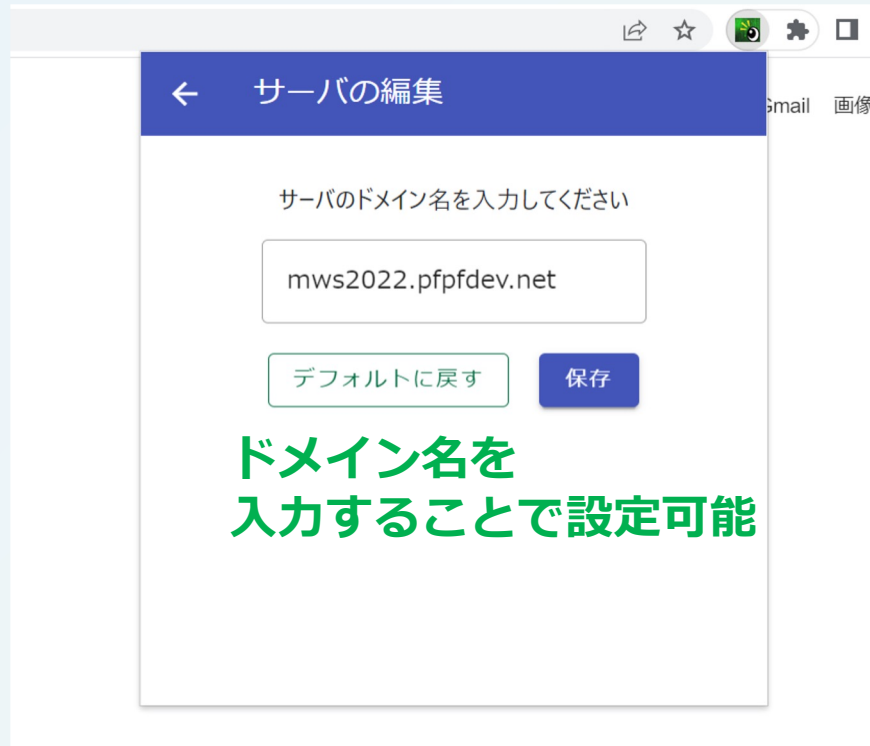 サーバの編集
mail 画像
サーバのドメイン名を入力してください
mws2022.pfpfdev.net
デフォルトに戻す 保存
ドメイン名を
入力することで設定可能